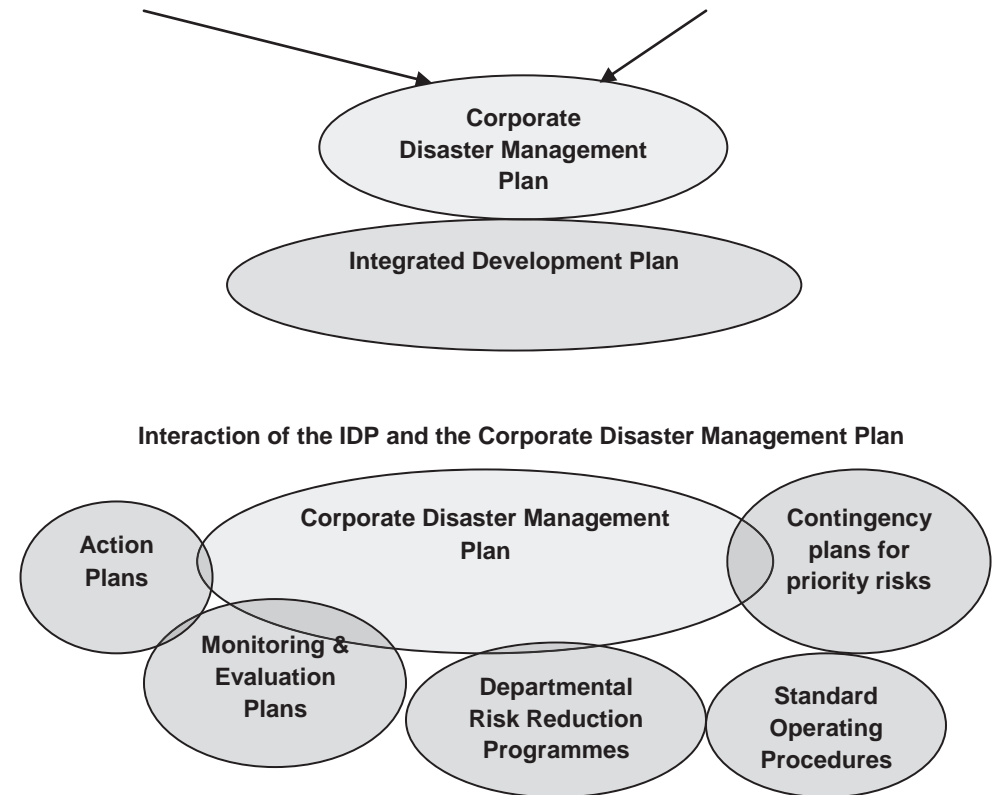 Corporate
Disaster Management
Plan
Integrated Development Plan
Interaction of the IDP and the Corporate Disaster Management Plan
Action
Plans
Corporate Disaster Management
Plan
Contingency
plans for
priority risks
Monitoring &
Evaluation
Plans
Departmental
Risk Reduction
Programmes
Standard
Operating
Procedures